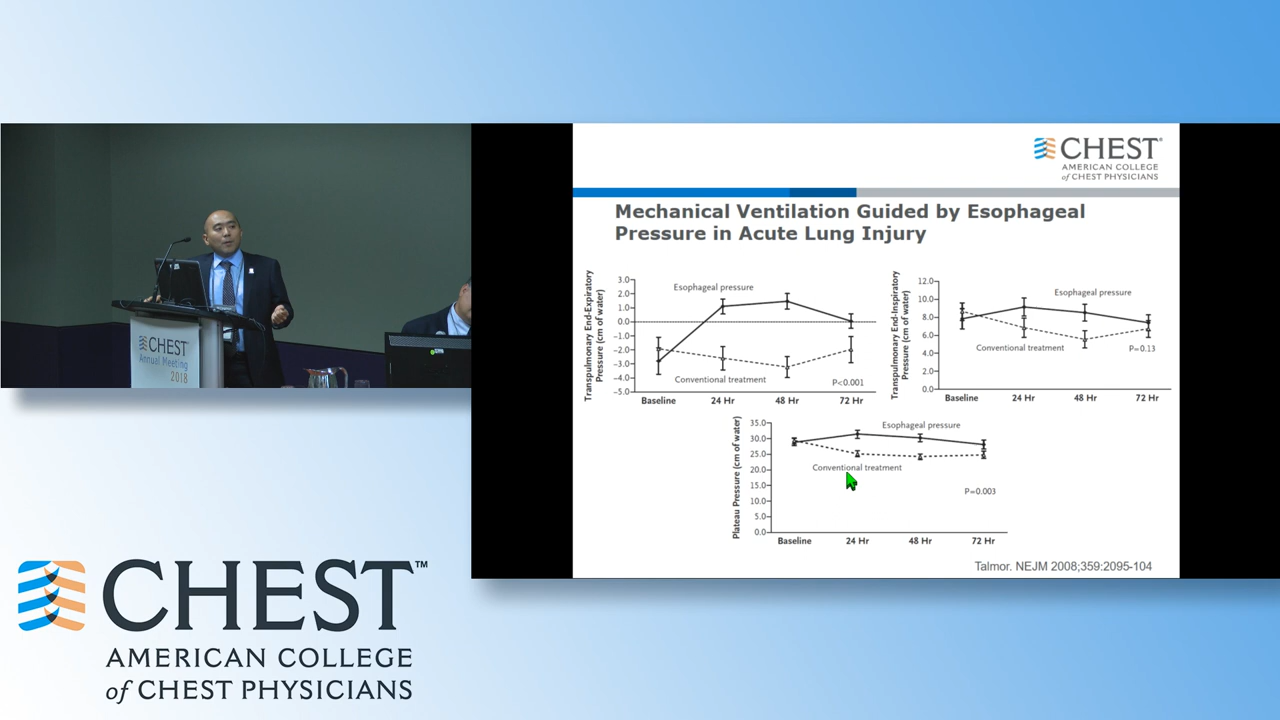 CHEST
Annual Meeting
2018
CHEST™
AMERICAN COLLEGE
of CHEST PHYSICIANS
CHEST®
AMERICAN COLLEGE
of CHEST PHYSICIANS
Mechanical Ventilation Guided by Esophageal
Pressure in Acute Lung Injury
Transpulmonary End-Expiratory
Pressure (cm of water)
3.0
2.0
1.0
0.0
−1.0
−2.0
−3.0
−4.0
−5.0
Esophageal pressure
Conventional treatment
P<0.001
Baseline 24 Hr 48 Hr 72 Hr
Transpulmonary End-Inspiratory
Pressure (cm of water)
12.0
10.0
8.0
6.0
4.0
2.0
0.0
Esophageal pressure
Conventional treatment
P=0.13
Baseline 24 Hr 48 Hr 72 Hr
Plateau Pressure (cm of water)
35.0
30.0
25.0
20.0
15.0
10.0
5.0
0.0
Esophageal pressure
Conventional treatment
P=0.003
Baseline 24 Hr 48 Hr 72 Hr
Talmor. NEJM 2008;359:2095-104